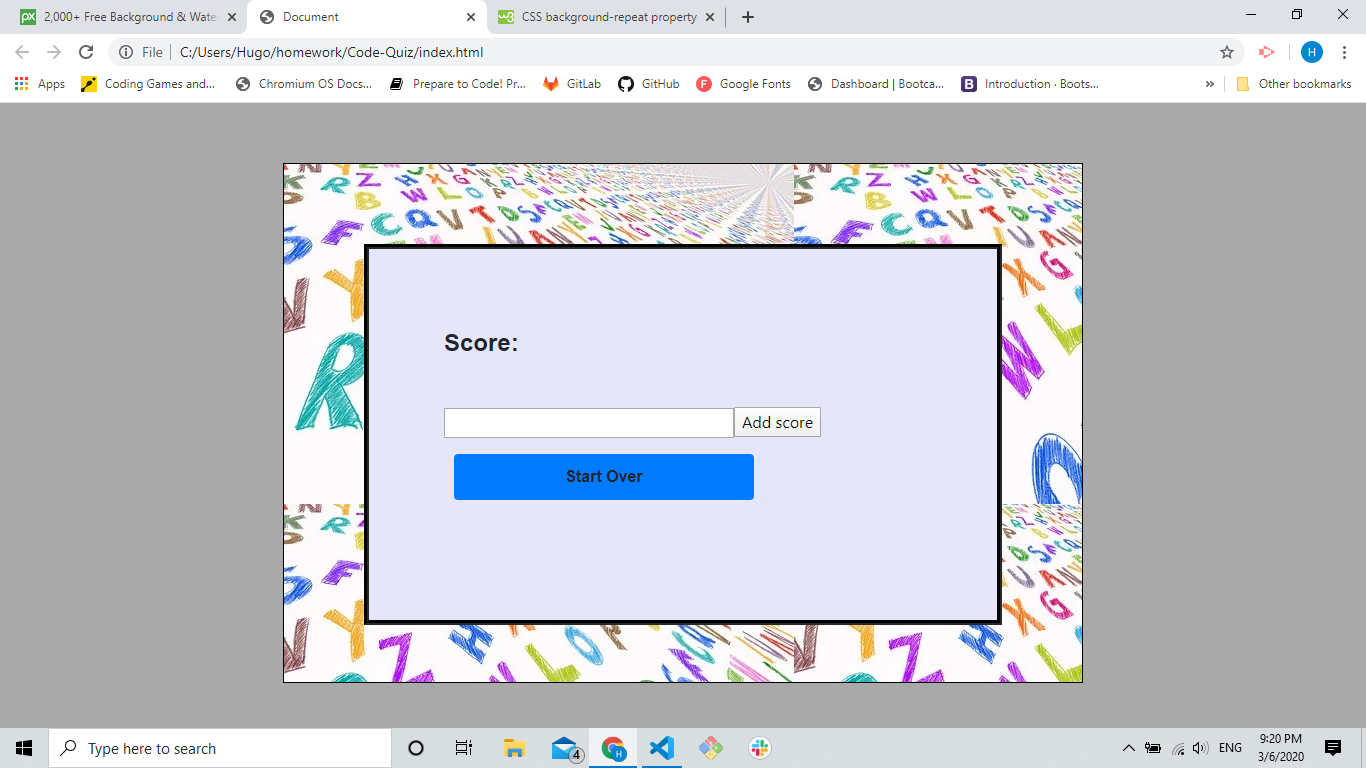 2,000+ Free Background & Wate
Document
CSS background-repeat property
File
C:/Users/Hugo/homework/Code-Quiz/index.html
H
Apps
Coding Games and...
Chromium OS Docs...
Prepare to Code! Pr...
GitLab
GitHub
Google Fonts
Dashboard | Bootca...
Introduction · Boots...
»
Other bookmarks
Score:
Add score
Start Over
Type here to search
4
H
ENG
9:20 PM
3/6/2020